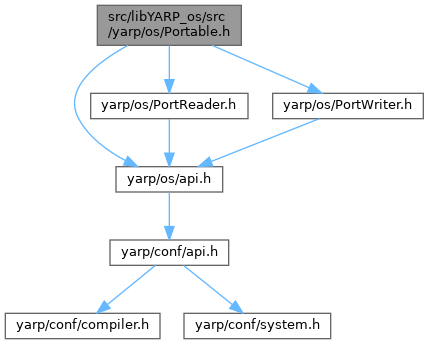 src/libYARP_os/src
/yarp/os/Portable.h
yarp/os/PortReader.h
yarp/os/PortWriter.h
yarp/os/api.h
yarp/conf/api.h
yarp/conf/compiler.h
yarp/conf/system.h